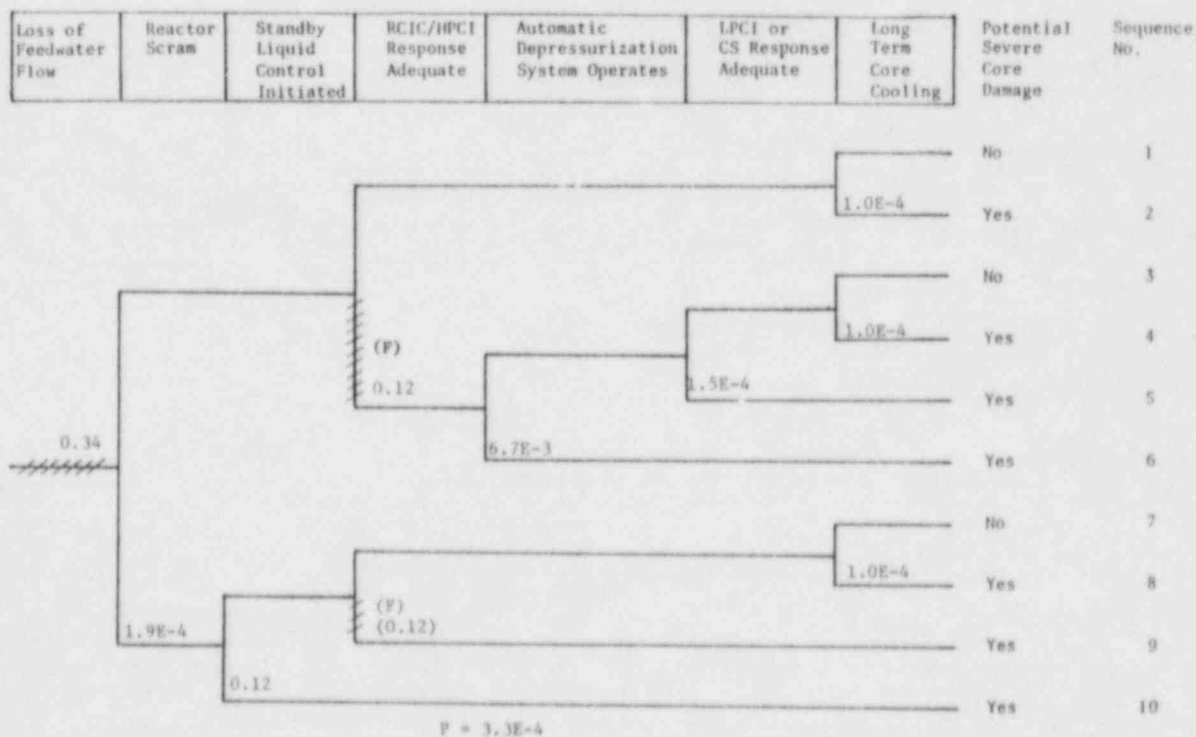 Loss of Feedwater Flow
Reactor Scram
Standby Liquid Control Initiated
RCIC/HPCI Response Adequate
Automatic Depressurization System Operates
LPCI or CS Response Adequate
Long Term Core Cooling
Potential Severe Core Damage
Sequence No.
No 1
1.0E-4
Yes 2
No 3
1.0E-4
Yes 4
(F)
0.12
1.5E-4
Yes 5
0.34
6.7E-3
Yes 6
No 7
1.0E-4
Yes 8
(F)
(0.12)
1.9E-4
Yes 9
0.12
Yes 10
P = 3.3E-4